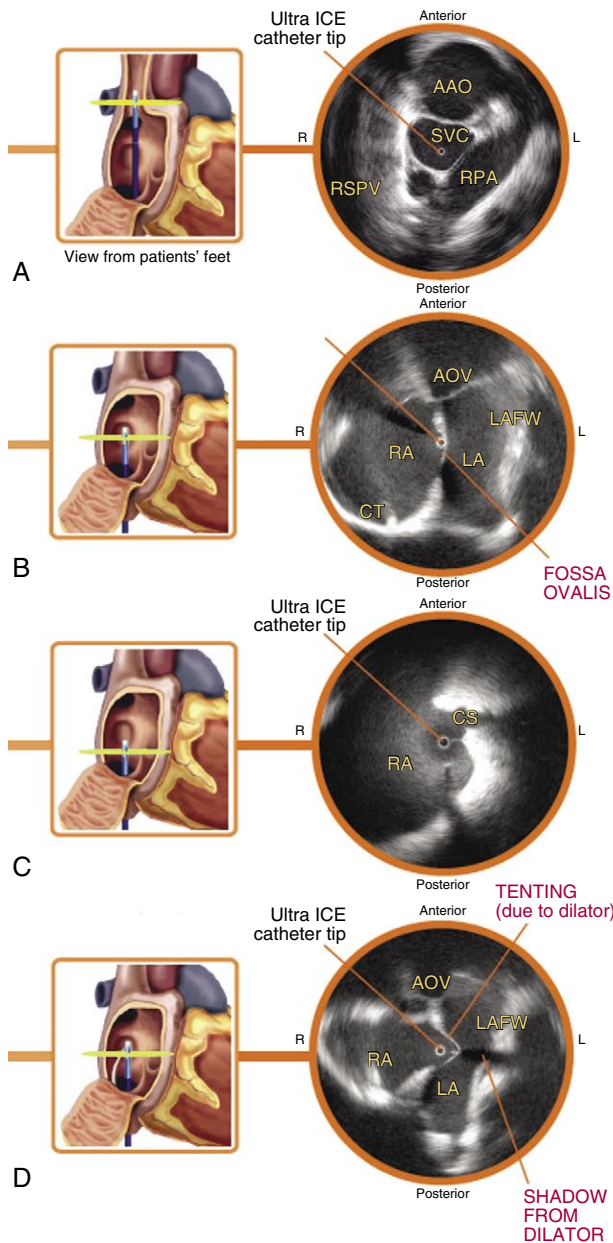 Ultra ICE
catheter tip
Anterior
AAO
R
SVC
L
RSPV
RPA
View from patients' feet
A
Posterior
Anterior
AOV
LAFW
R
RA
LA
L
CT
B
Posterior
FOSSA
OVALIS
Ultra ICE
catheter tip
Anterior
R
CS
L
RA
C
Posterior
TENTING
(due to dilator)
Ultra ICE
catheter tip
Anterior
AOV
LAFW
R
RA
L
LA
D
Posterior
SHADOW
FROM
DILATOR